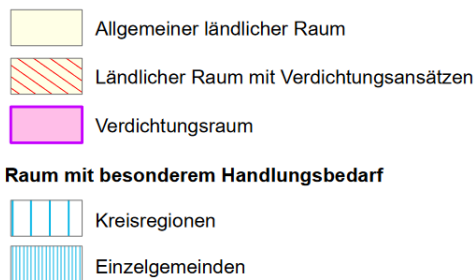 Allgemeiner ländlicher Raum
Ländlicher Raum mit Verdichtungsansätzen
Verdichtungsraum
Raum mit besonderem Handlungsbedarf
Kreisregionen
Einzelgemeinden